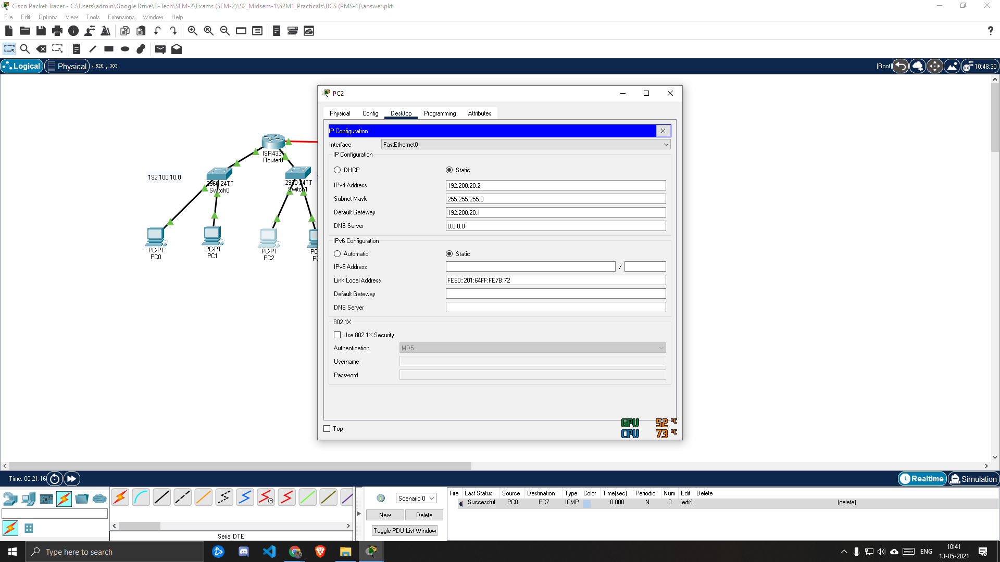 Cisco Packet Tracer - C:\Users\admin\Google Drive\B-Tech\SEM-2\Exams (SEM-2)\S2_Midsem-1\S2M1_Practicals\BCS (PMS-1)\answer.pkt
File Edit Options View Tools Extensions Window Help
Logical Physical x: 526, y: 303 [Root] 10:48:30
PC2
Physical Config Desktop Programming Attributes
IP Configuration X
Interface FastEthernet0
IP Configuration
DHCP Static
IPv4 Address 192.200.20.2
Subnet Mask 255.255.255.0
Default Gateway 192.200.20.1
DNS Server 0.0.0.0
IPv6 Configuration
Automatic Static
IPv6 Address /
Link Local Address FE80::201:64FF:FE7B:72
Default Gateway
DNS Server
802.1X
Use 802.1X Security
Authentication MD5
Username
Password
Top
GPU 52 °C
CPU 73 °C
ISR4331
Router0
192.100.10.0
2960-24TT
Switch0
2960-24TT
Switch1
PC-PT
PC0
PC-PT
PC1
PC-PT
PC2
Time: 00:21:16 Realtime Simulation
Scenario 0
New Delete
Toggle PDU List Window
Serial DTE
Fire Last Status Source Destination Type Color Time(sec) Periodic Num Edit Delete
Successful PC0 PC7 ICMP 0.000 N 0 (edit) (delete)
Type here to search
ENG
10:41
13-05-2021